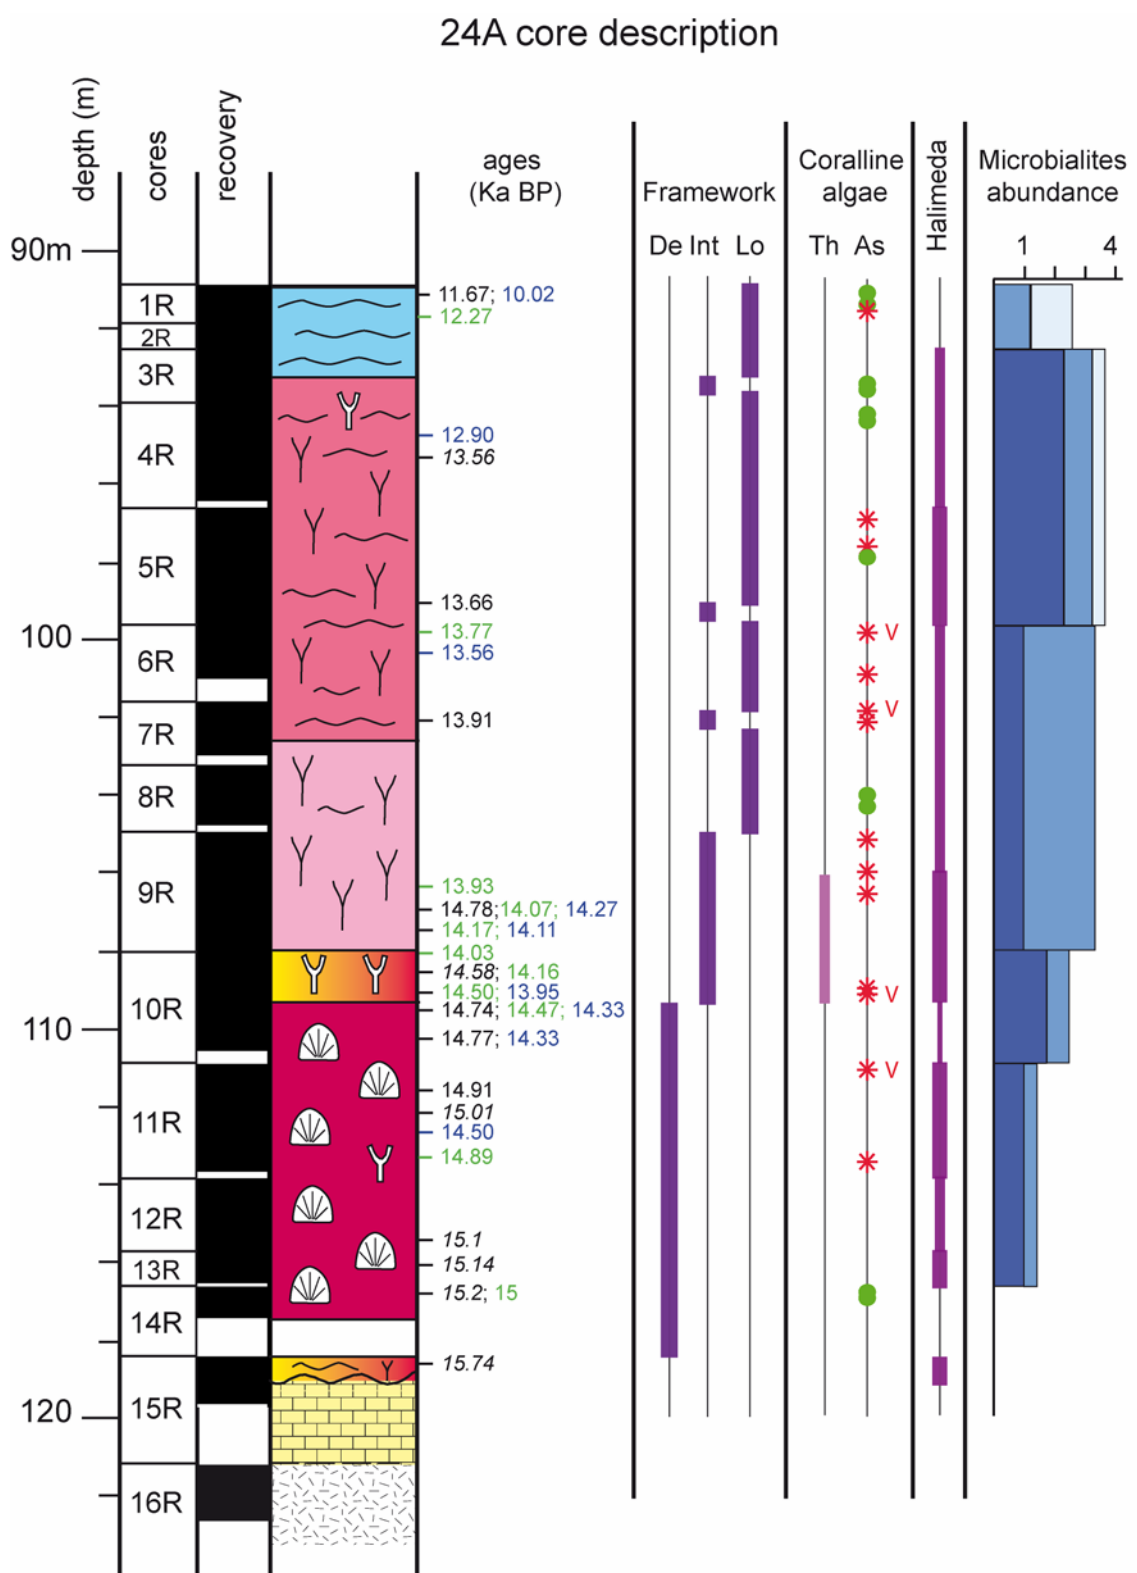 24A core description
depth (m)
cores
recovery
ages
(Ka BP)
Framework
De Int Lo
Coralline
algae
Th As
Halimeda
Microbialites
abundance
1 4
90m
1R
11.67; 10.02
12.27
2R
3R
12.90
4R
13.56
5R
13.66
100
13.77
V
6R
13.56
V
13.91
7R
8R
13.93
9R
14.78;14.07; 14.27
14.17; 14.11
14.03
14.58; 14.16
14.50; 13.95
V
10R
14.74; 14.47; 14.33
110
14.77; 14.33
V
14.91
15.01
11R
14.50
14.89
12R
15.1
13R
15.14
15.2; 15
14R
15.74
120
15R
16R